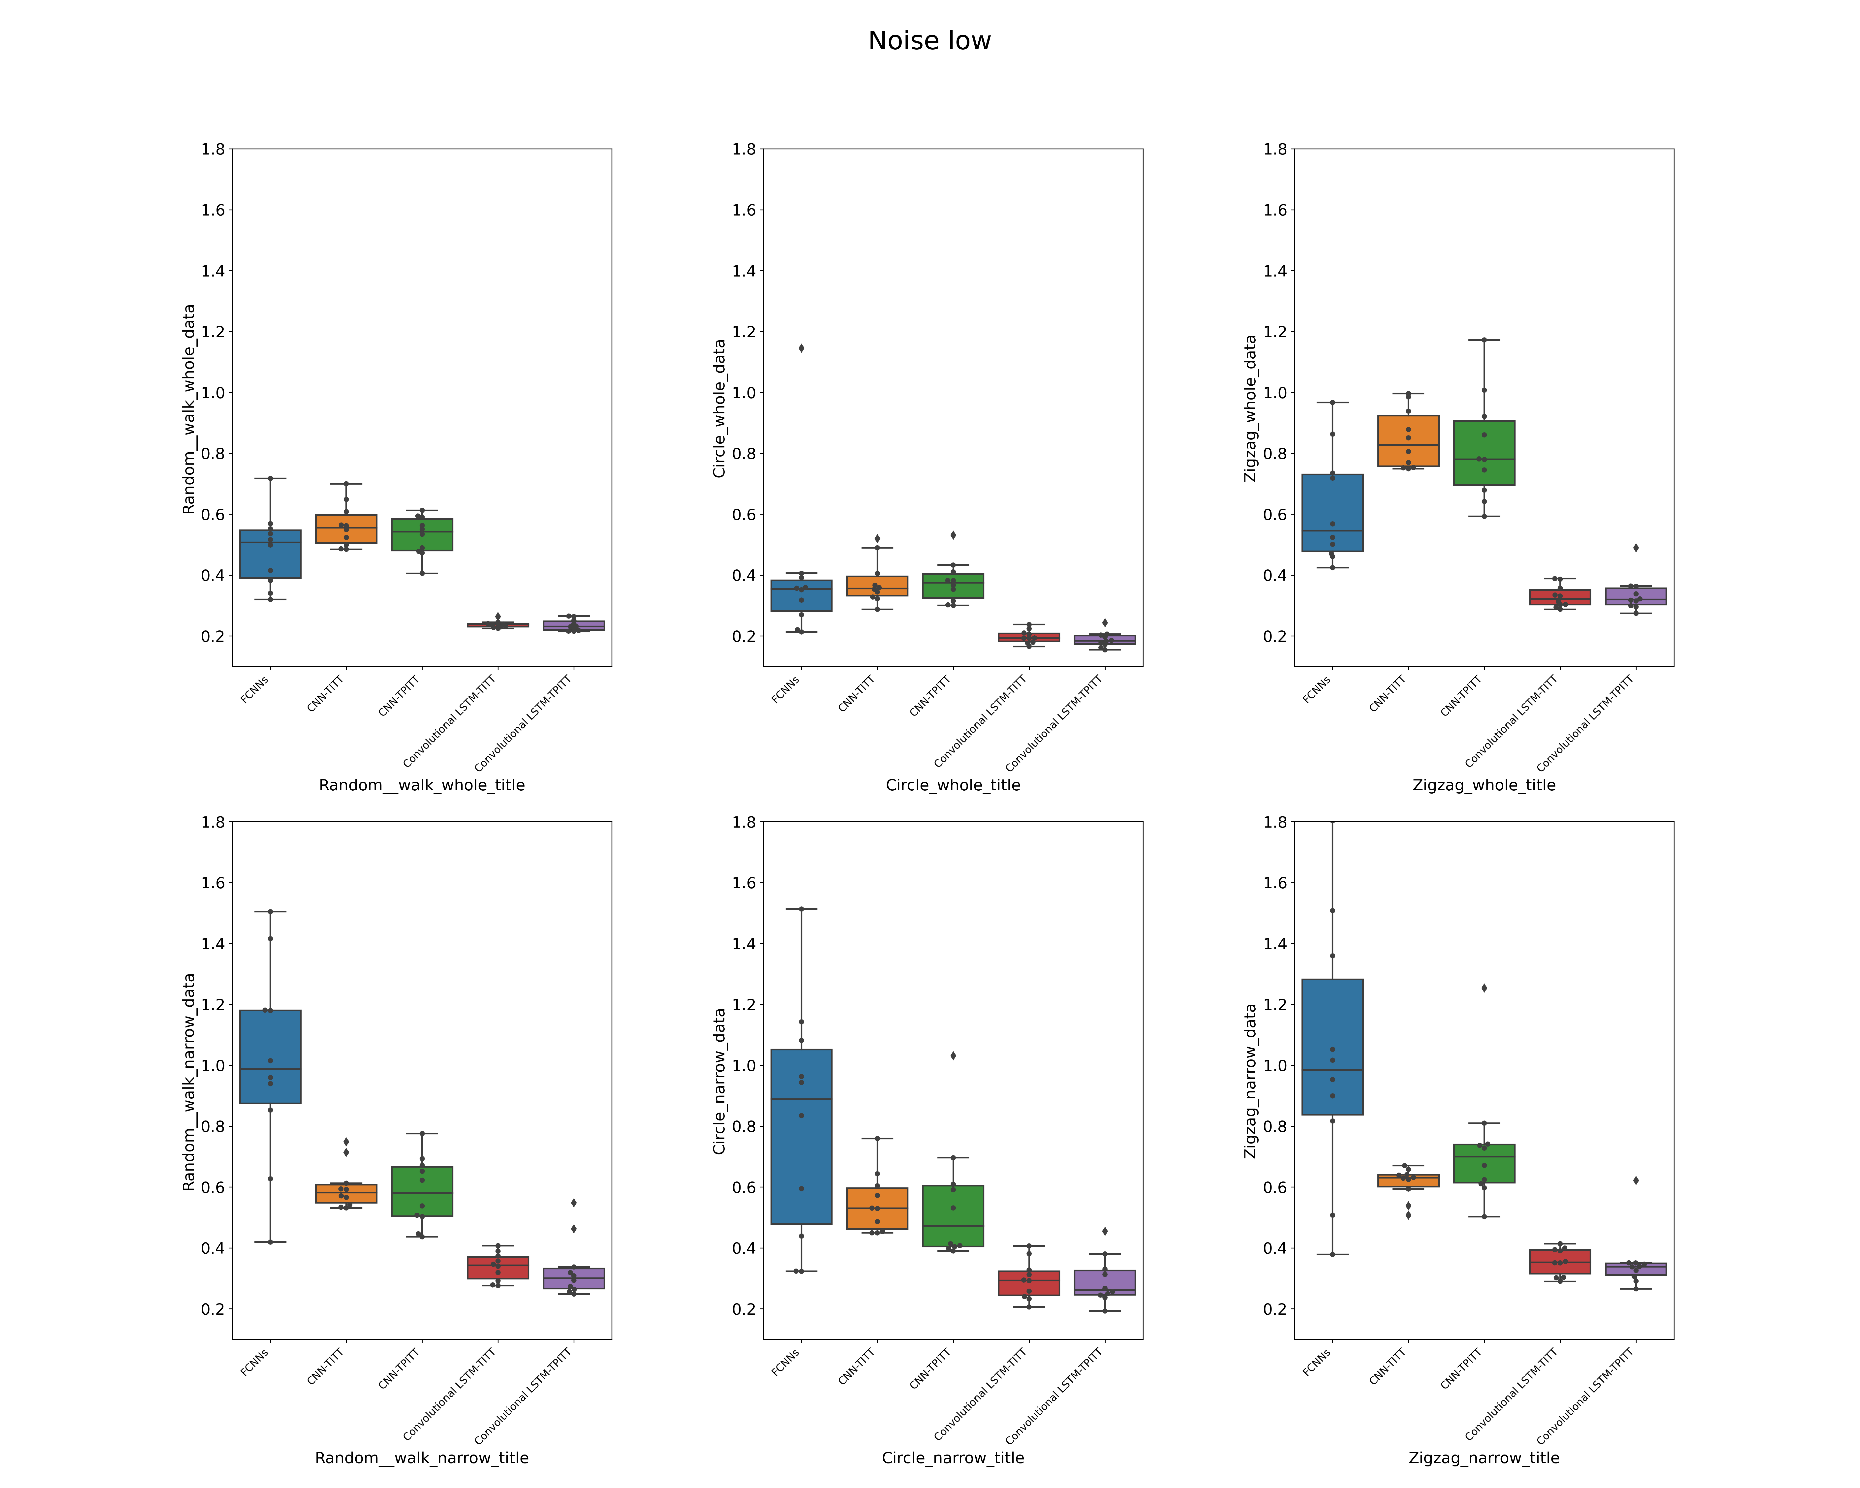 Noise low
Random__walk_whole_data
1.8
1.6
1.4
1.2
1.0
0.8
0.6
0.4
0.2
FCNNs
CNN-TITT
CNN-TPITT
Convolutional LSTM-TITT
Convolutional LSTM-TPITT
Random__walk_whole_title
Circle_whole_data
1.8
1.6
1.4
1.2
1.0
0.8
0.6
0.4
0.2
FCNNs
CNN-TITT
CNN-TPITT
Convolutional LSTM-TITT
Convolutional LSTM-TPITT
Circle_whole_title
Zigzag_whole_data
1.8
1.6
1.4
1.2
1.0
0.8
0.6
0.4
0.2
FCNNs
CNN-TITT
CNN-TPITT
Convolutional LSTM-TITT
Convolutional LSTM-TPITT
Zigzag_whole_title
Random__walk_narrow_data
1.8
1.6
1.4
1.2
1.0
0.8
0.6
0.4
0.2
FCNNs
CNN-TITT
CNN-TPITT
Convolutional LSTM-TITT
Convolutional LSTM-TPITT
Random__walk_narrow_title
Circle_narrow_data
1.8
1.6
1.4
1.2
1.0
0.8
0.6
0.4
0.2
FCNNs
CNN-TITT
CNN-TPITT
Convolutional LSTM-TITT
Convolutional LSTM-TPITT
Circle_narrow_title
Zigzag_narrow_data
1.8
1.6
1.4
1.2
1.0
0.8
0.6
0.4
0.2
FCNNs
CNN-TITT
CNN-TPITT
Convolutional LSTM-TITT
Convolutional LSTM-TPITT
Zigzag_narrow_title